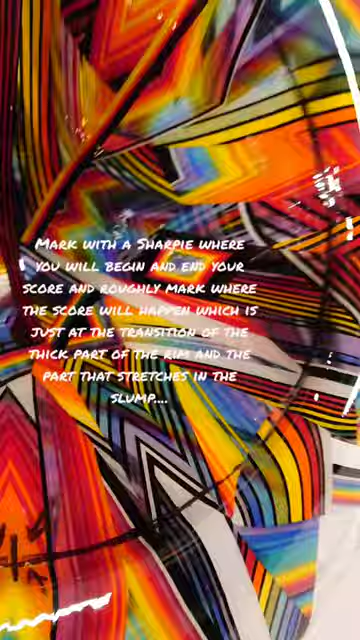 Mark with a Sharpie where
you will begin and end your
score and roughly mark where
the score will happen which is
just at the transition of the
thick part of the rim and the
part that stretches in the
slump....